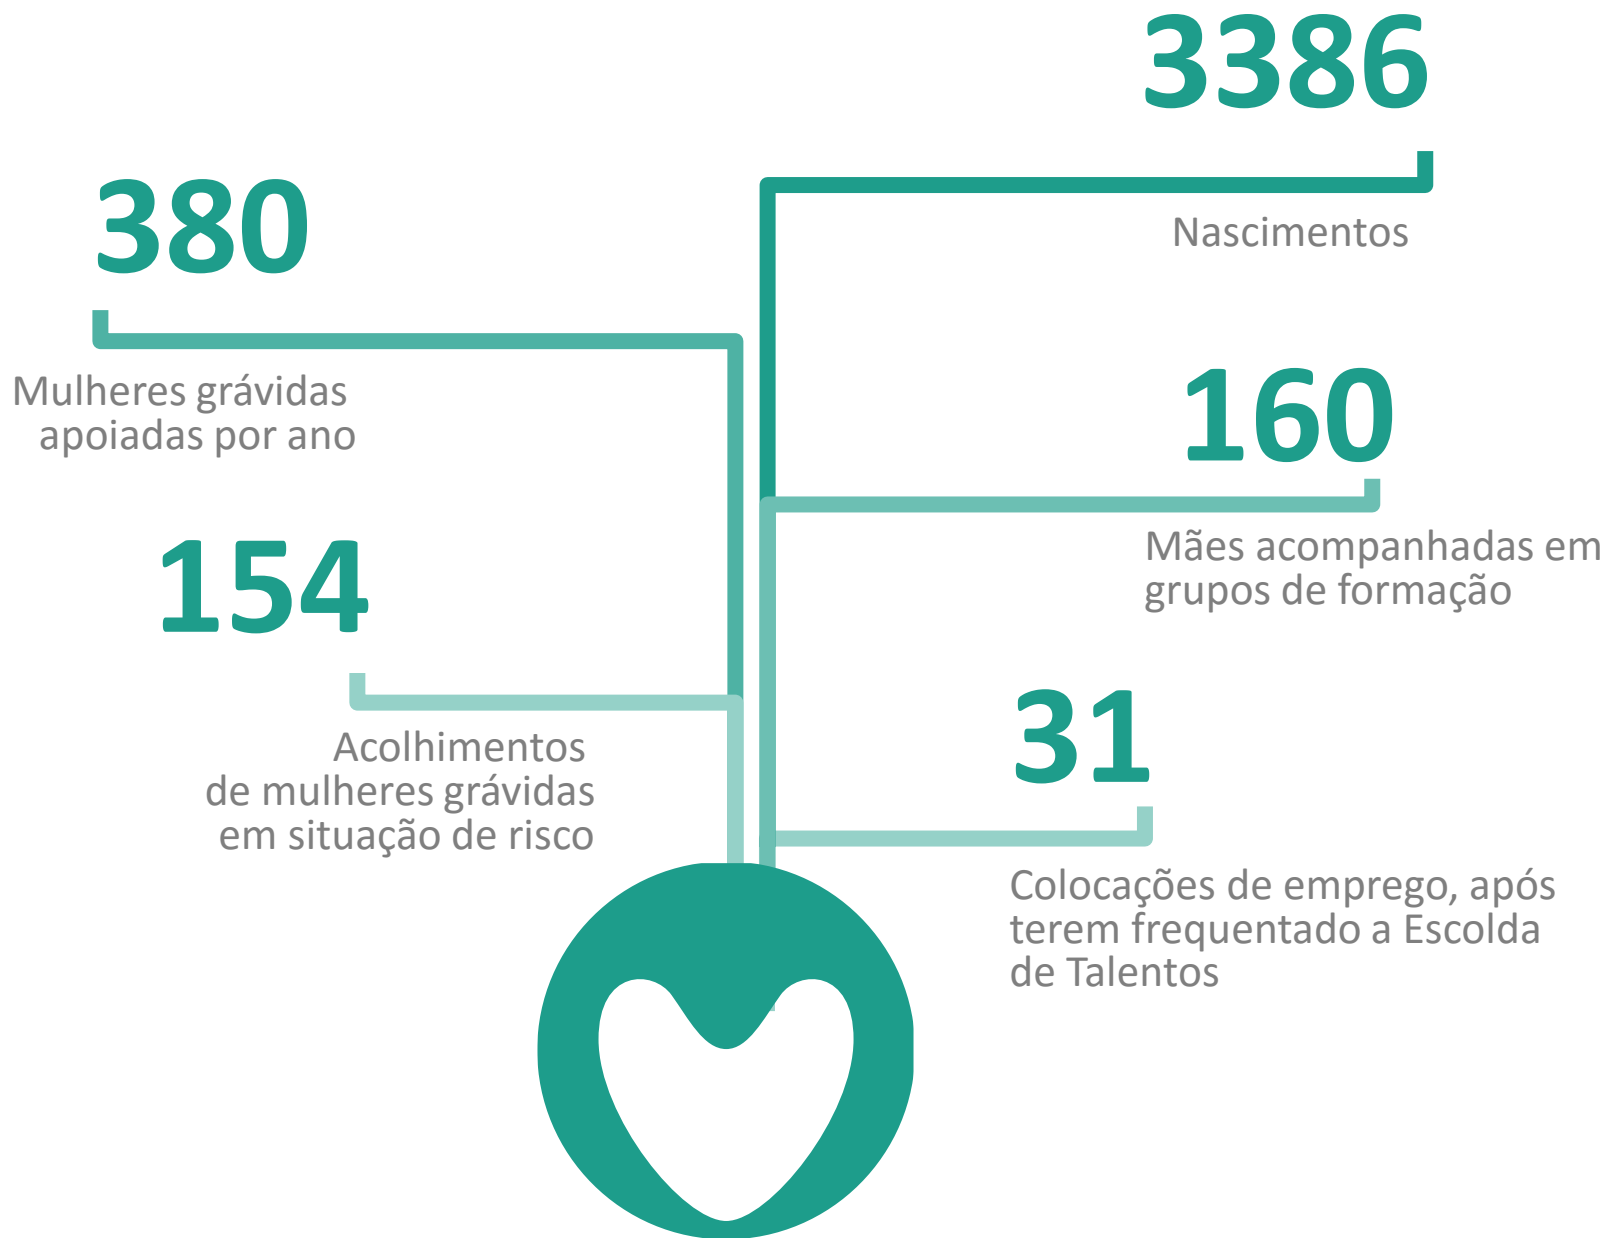 3386
Nascimentos
380
Mulheres grávidas
apoiadas por ano
160
Mães acompanhadas em
grupos de formação
154
Acolhimentos
de mulheres grávidas
em situação de risco
31
Colocações de emprego, após
terem frequentado a Escolda
de Talentos